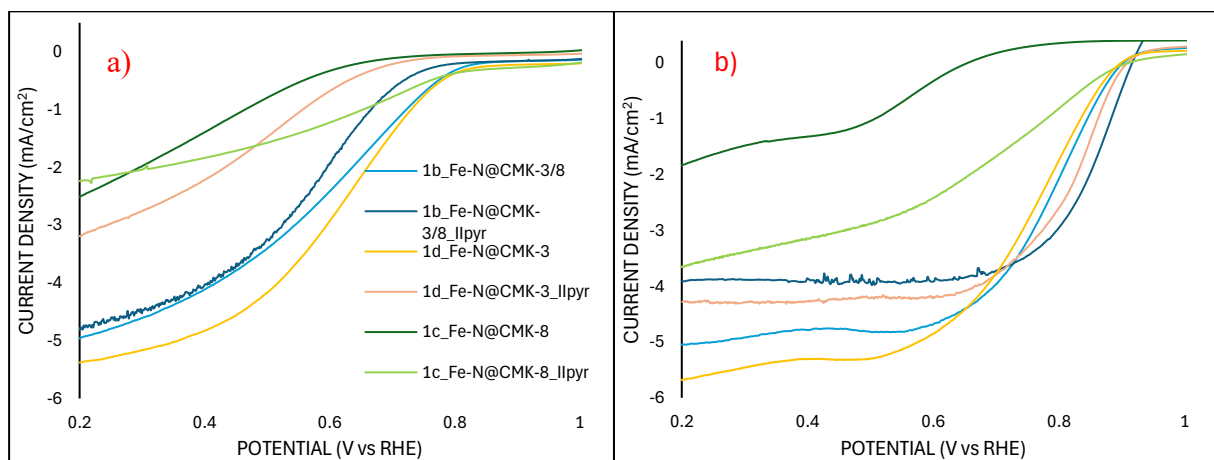 a)
CURRENT DENSITY (mA/cm²)
0
-1
-2
-3
-4
-5
-6
0.2
0.4
0.6
0.8
1
POTENTIAL (V vs RHE)
1b_Fe-N@CMK-3/8
1b_Fe-N@CMK-
3/8_IIpyr
1d_Fe-N@CMK-3
1d_Fe-N@CMK-3_IIpyr
1c_Fe-N@CMK-8
1c_Fe-N@CMK-8_IIpyr
b)
CURRENT DENSITY (mA/cm²)
0
-1
-2
-3
-4
-5
-6
0.2
0.4
0.6
0.8
1
POTENTIAL (V vs RHE)